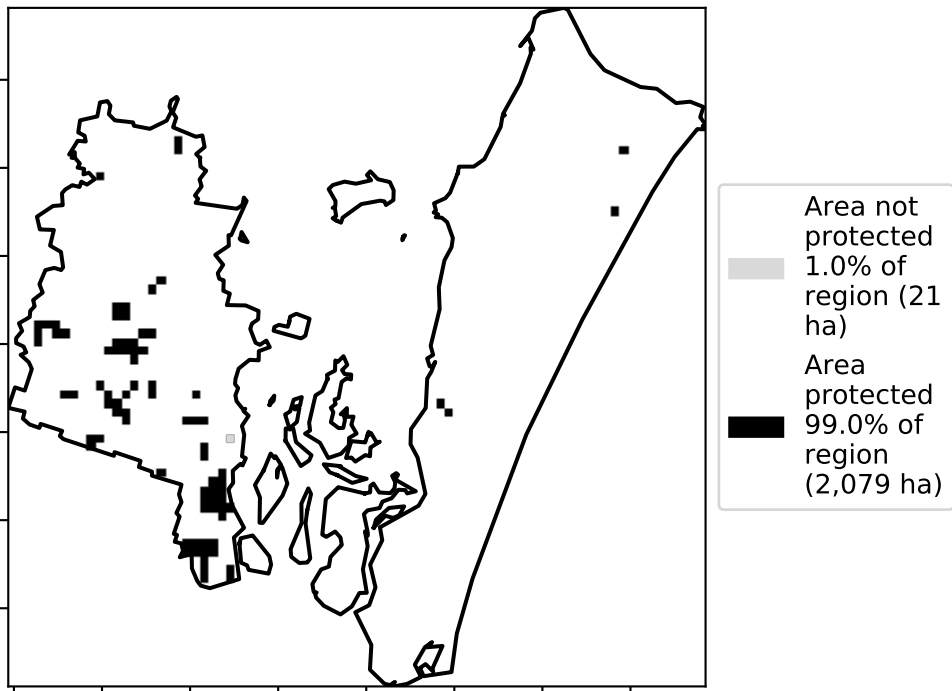 Area not
protected
1.0% of
region (21
ha)
Area
protected
99.0% of
region
(2,079 ha)